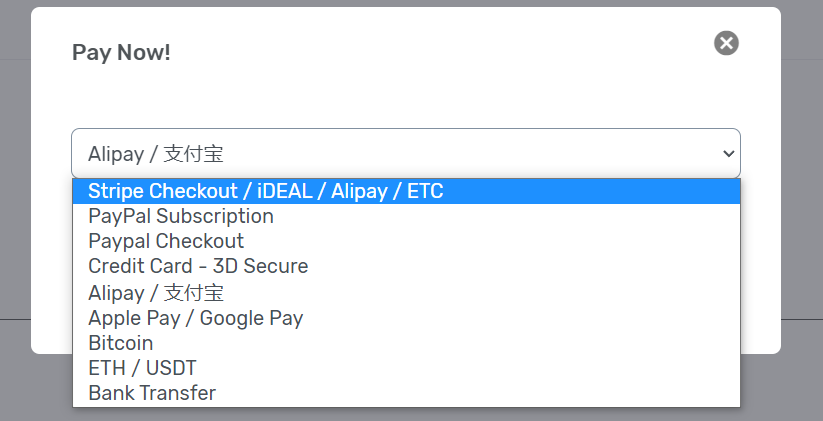 Pay Now!
Alipay / 支付宝
Stripe Checkout / iDEAL / Alipay / ETC
PayPal Subscription
Paypal Checkout
Credit Card - 3D Secure
Alipay / 支付宝
Apple Pay / Google Pay
Bitcoin
ETH / USDT
Bank Transfer